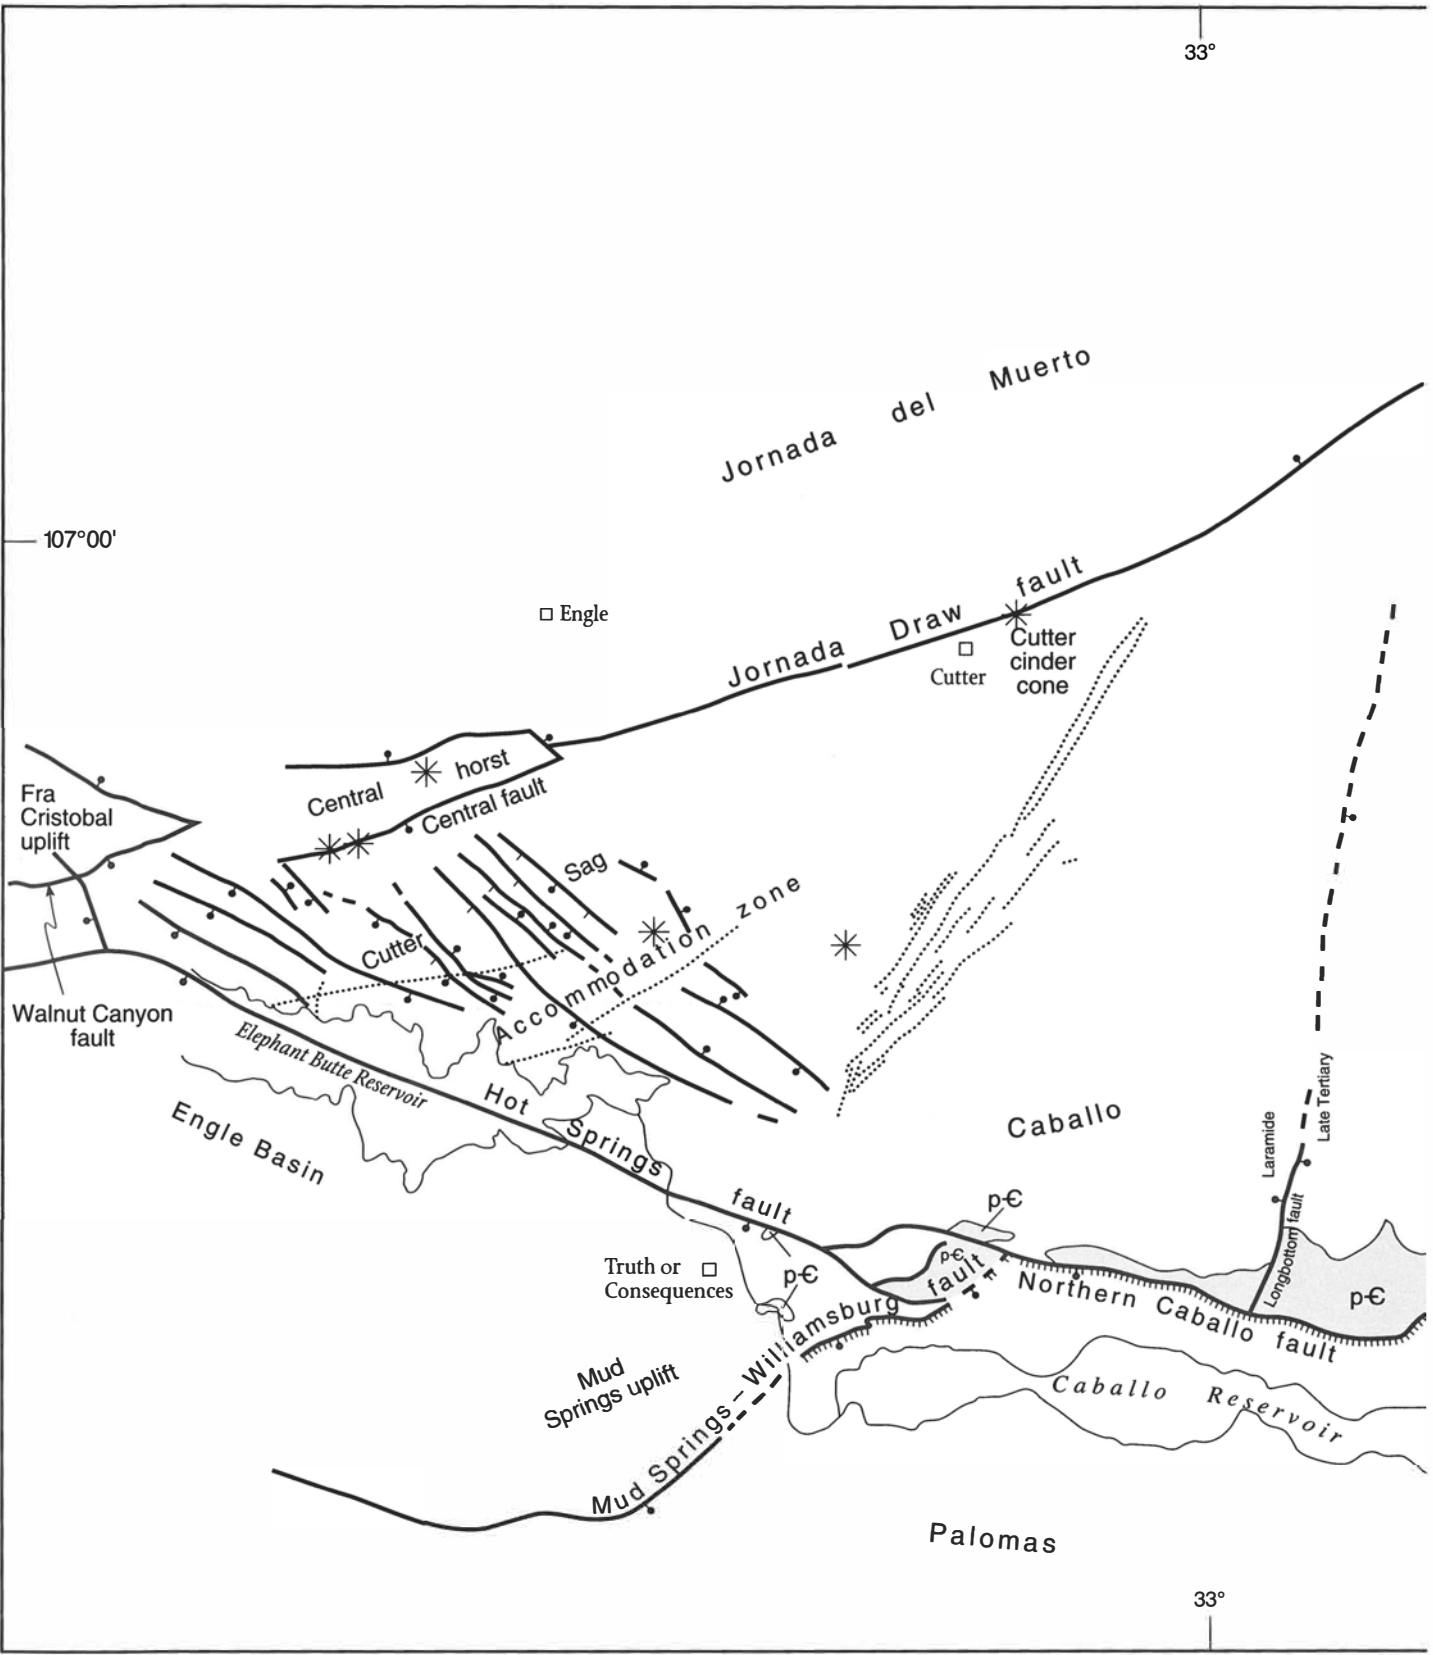 33°
Jornada del Muerto
107°00'
Engle
Jornada Draw fault
Cutter
Cutter
cinder
cone
Central horst
Central fault
Fra
Cristobal
uplift
Sag
Cutter
Accommodation zone
Walnut Canyon
fault
Elephant Butte Reservoir
Engle Basin
Hot Springs fault
Caballo
Laramide
Late Tertiary
Longbottom fault
p-Є
p-Є
p-Є
p-Є
Truth or
Consequences
Northern Caballo fault
Mud
Springs uplift
Mud Springs – Williamsburg fault
Caballo Reservoir
Palomas
33°